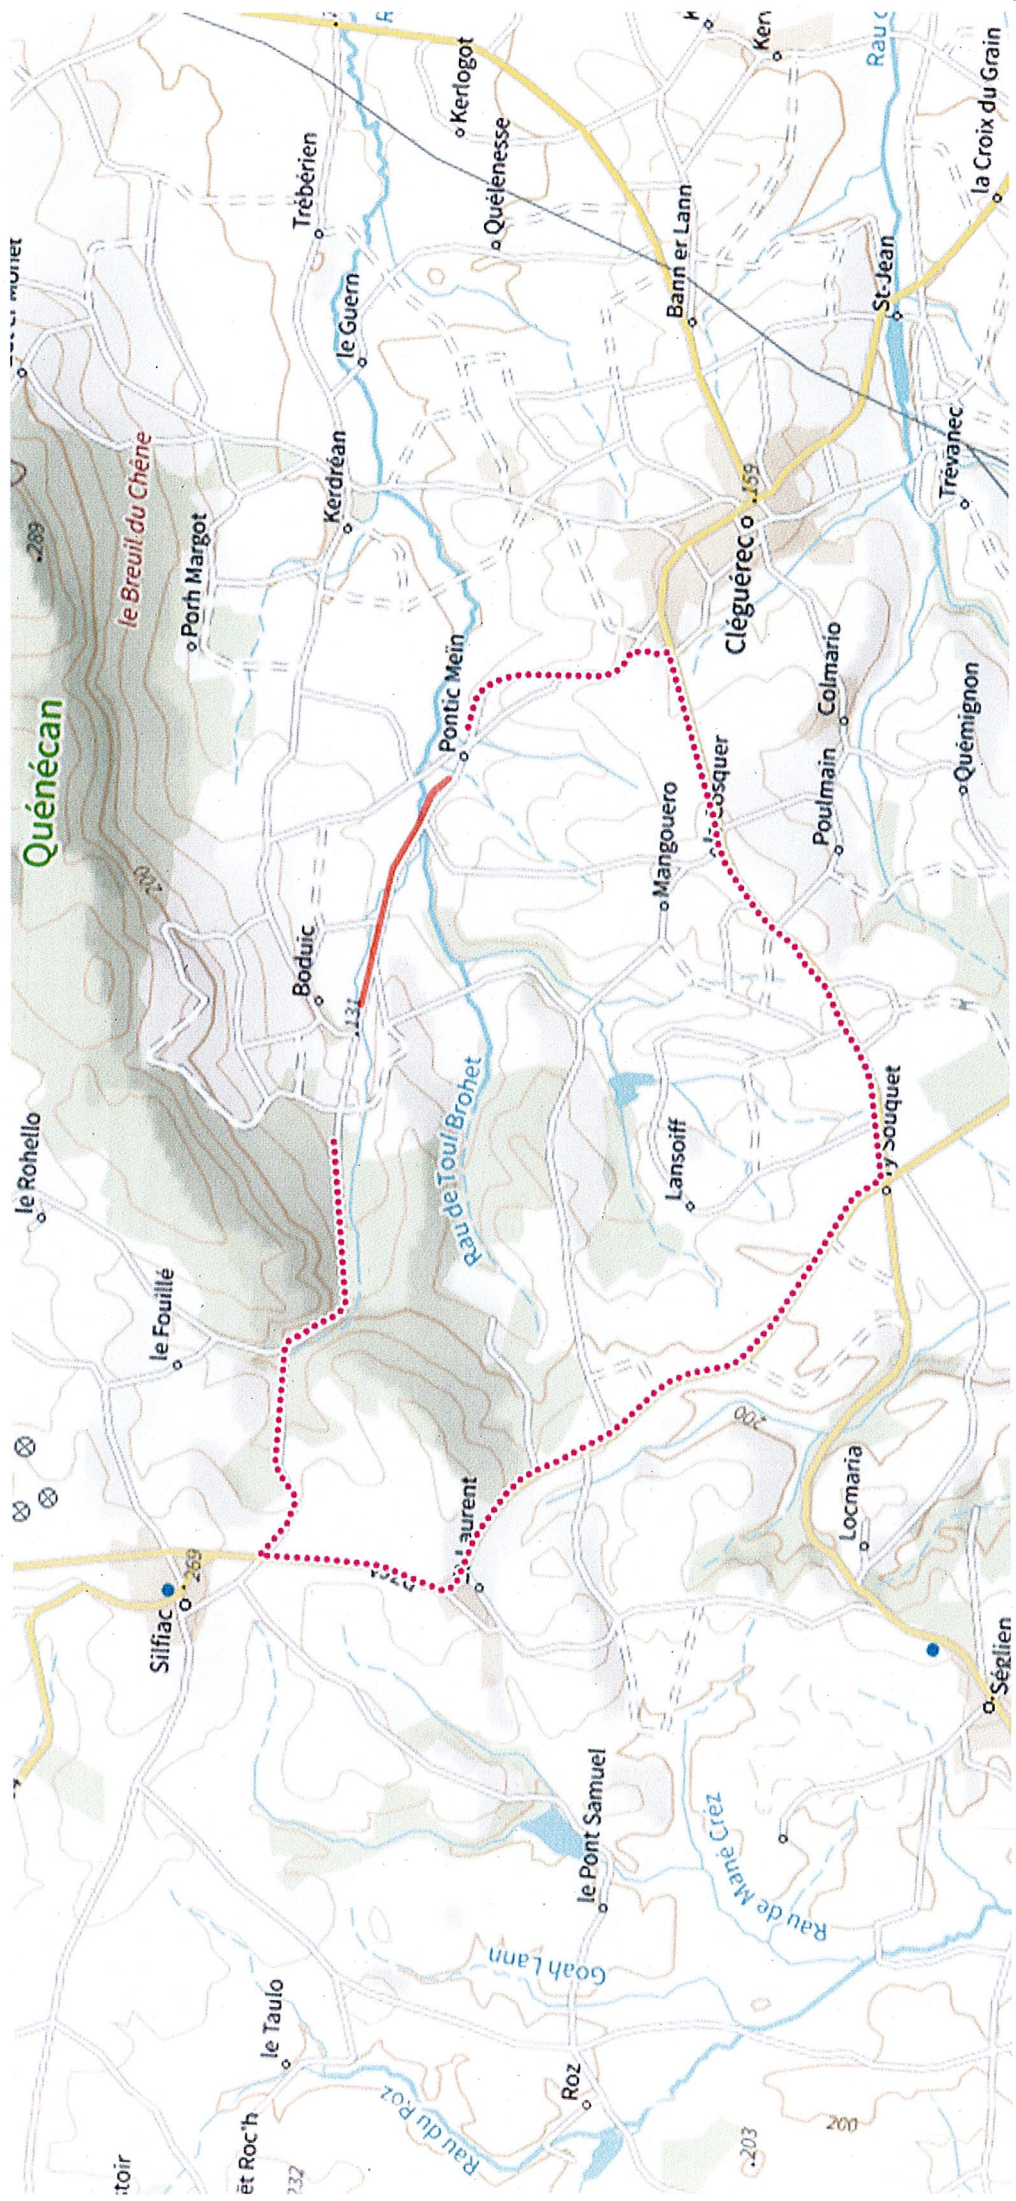 le Rohello
Quénécan
.289
Silfiac
269
le Fouillé
200
Porh Margot
le Breuil du Chêne
le Taulo
Boduic
Kerdréan
Trébérien
.131
le Guern
Rau du Roz
Laurent
Rau de Toul Brohet
Pontic Meïn
Kerlogot
Quélenesse
Roz
Goah Lann
le Pont Samuel
Lansoiff
Mangouero
Bann er Lann
Rau de Mané Crez
200
Cléguérec
.169
.203
200
Locmaria
Poulmain
Colmario
Souquet
St-Jean
Séglien
Quémignon
Trévanec
la Croix du Grain